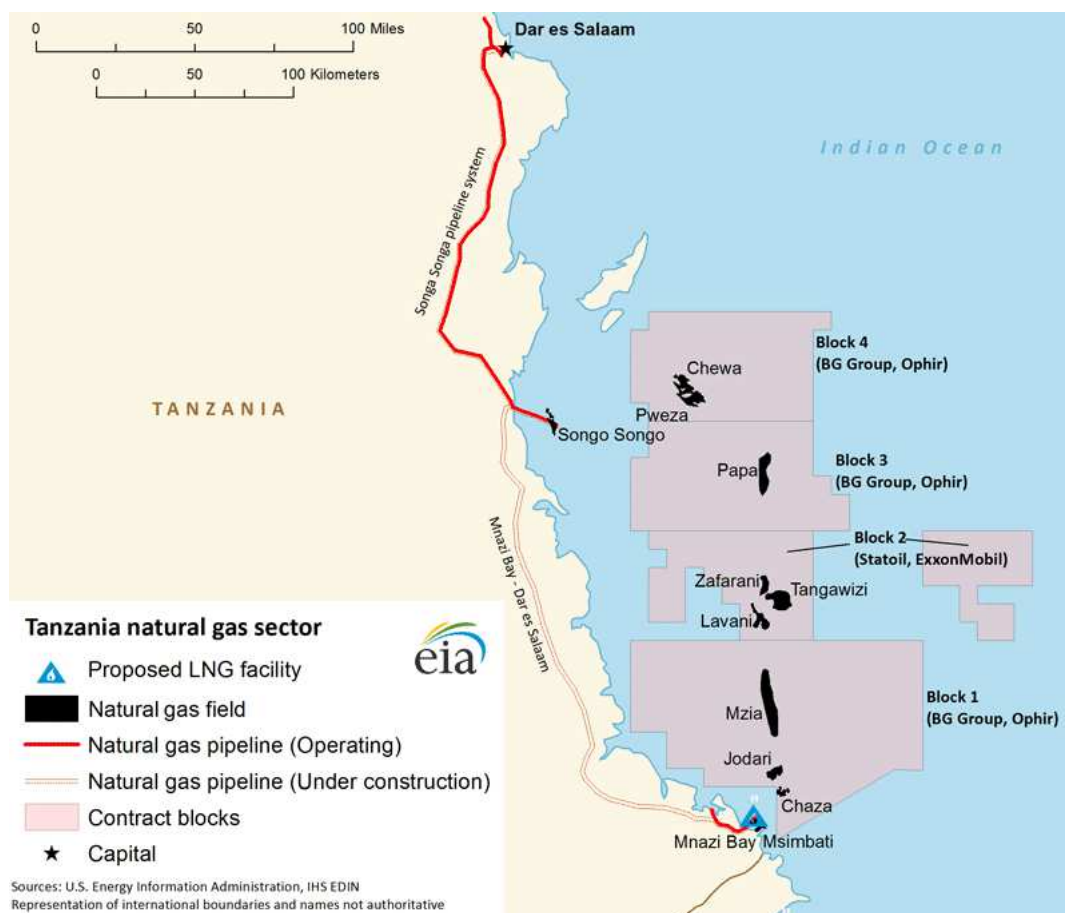 0 50 100 Miles
0 50 100 Kilometers
Dar es Salaam
Indian Ocean
Songa Songa pipeline system
Block 4
(BG Group, Ophir)
Chewa
TANZANIA
Pweza
Songo Songo
Block 3
(BG Group, Ophir)
Papa
Mnazi Bay - Dar es Salaam
Block 2
(Statoil, ExxonMobil)
Zafarani
Tangawizi
Lavani
Tanzania natural gas sector
eia
Proposed LNG facility
Natural gas field
Natural gas pipeline (Operating)
Natural gas pipeline (Under construction)
Contract blocks
Capital
Block 1
(BG Group, Ophir)
Mzia
Jodari
Chaza
Mnazi Bay Msimbati
Sources: U.S. Energy Information Administration, IHS EDIN
Representation of international boundaries and names not authoritative